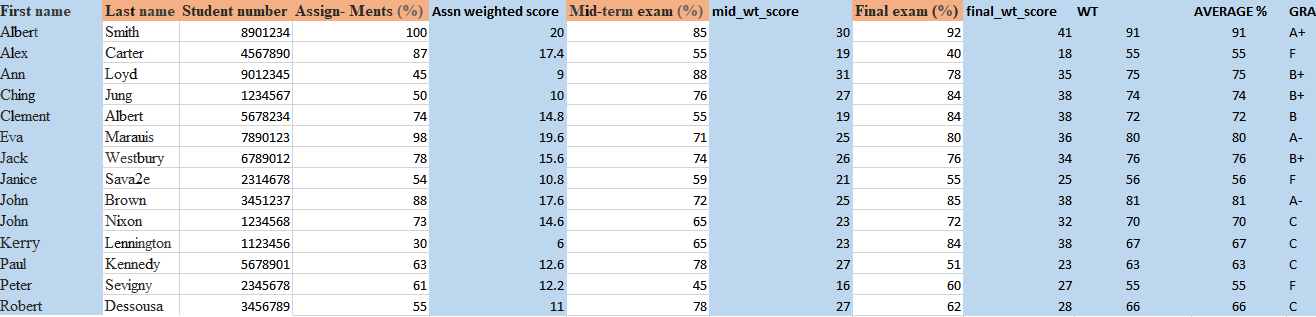 First name Last name Student number Assign- Ments (%) Assn weighted score Mid-term exam (%) mid_wt_score Final exam (%) final_wt_score WT AVERAGE % GRA
Albert Smith 8901234 100 20 85 30 92 41 91 91 A+
Alex Carter 4567890 87 17.4 55 19 40 18 55 55 F
Ann Loyd 9012345 45 9 88 31 78 35 75 75 B+
Ching Jung 1234567 50 10 76 27 84 38 74 74 B+
Clement Albert 5678234 74 14.8 55 19 84 38 72 72 B
Eva Marauis 7890123 98 19.6 71 25 80 36 80 80 A-
Jack Westbury 6789012 78 15.6 74 26 76 34 76 76 B+
Janice Sava2e 2314678 54 10.8 59 21 55 25 56 56 F
John Brown 3451237 88 17.6 72 25 85 38 81 81 A-
John Nixon 1234568 73 14.6 65 23 72 32 70 70 C
Kerry Lennington 1123456 30 6 65 23 84 38 67 67 C
Paul Kennedy 5678901 63 12.6 78 27 51 23 63 63 C
Peter Sevigny 2345678 61 12.2 45 16 60 27 55 55 F
Robert Dessousa 3456789 55 11 78 27 62 28 66 66 C